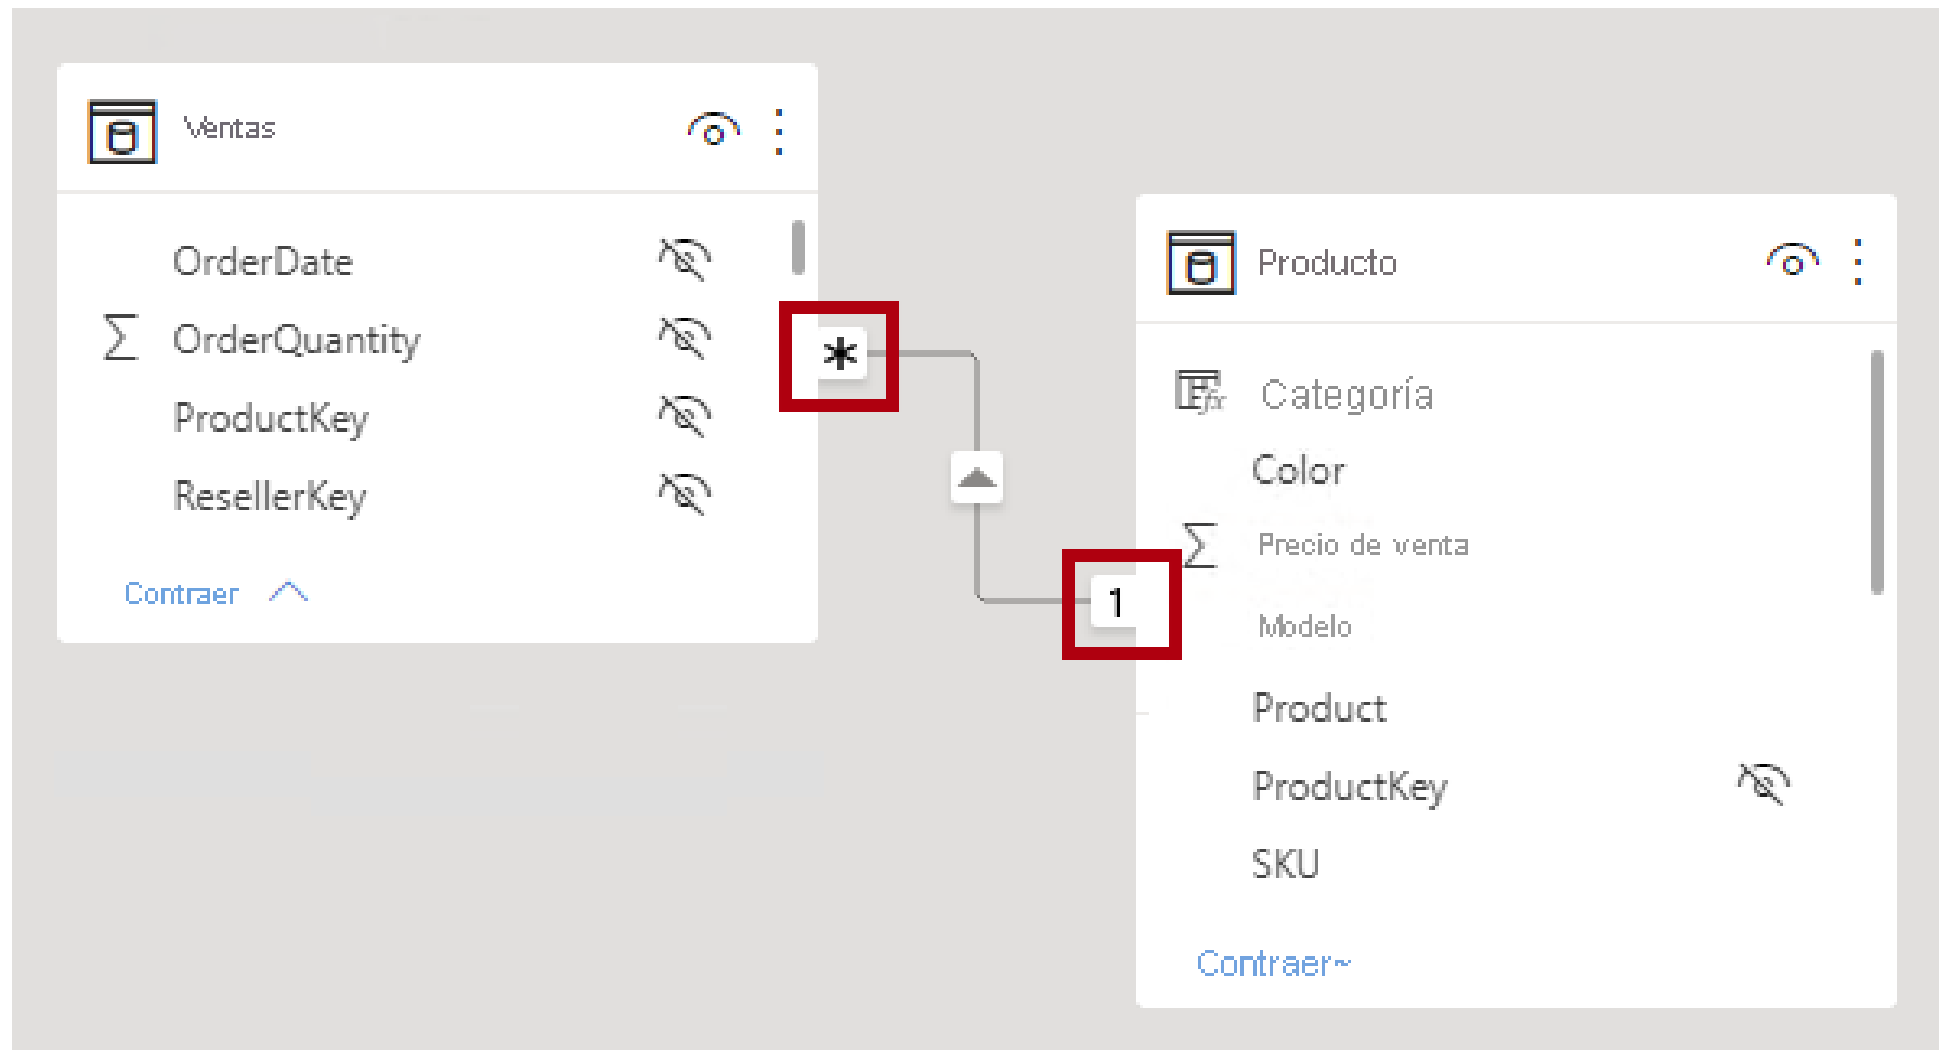 Ventas
OrderDate
OrderQuantity
ProductKey
ResellerKey
Contraer
*
1
Producto
Categoría
Color
Precio de venta
Modelo
Product
ProductKey
SKU
Contraer~